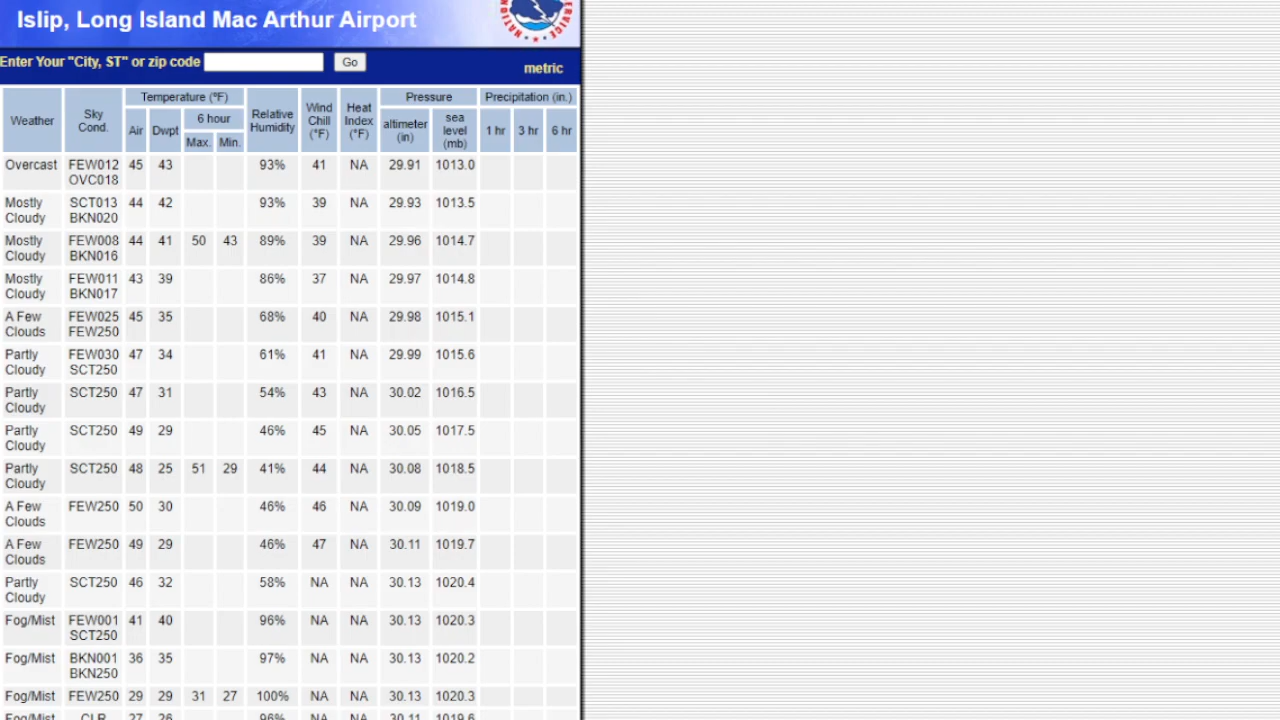 Islip, Long Island Mac Arthur Airport
Enter Your "City, ST" or zip code Go
metric
Weather Sky Cond. Temperature (ºF) Relative Humidity Wind Chill (°F) Heat Index (°F) Pressure Precipitation (in.)
Air Dwpt 6 hour altimeter (in) sea level (mb) 1 hr 3 hr 6 hr
Max. Min.
Overcast FEW012 OVC018 45 43 93% 41 NA 29.91 1013.0
Mostly Cloudy SCT013 BKN020 44 42 93% 39 NA 29.93 1013.5
Mostly Cloudy FEW008 BKN016 44 41 50 43 89% 39 NA 29.96 1014.7
Mostly Cloudy FEW011 BKN017 43 39 86% 37 NA 29.97 1014.8
A Few Clouds FEW025 FEW250 45 35 68% 40 NA 29.98 1015.1
Partly Cloudy FEW030 SCT250 47 34 61% 41 NA 29.99 1015.6
Partly Cloudy SCT250 47 31 54% 43 NA 30.02 1016.5
Partly Cloudy SCT250 49 29 46% 45 NA 30.05 1017.5
Partly Cloudy SCT250 48 25 51 29 41% 44 NA 30.08 1018.5
A Few Clouds FEW250 50 30 46% 46 NA 30.09 1019.0
A Few Clouds FEW250 49 29 46% 47 NA 30.11 1019.7
Partly Cloudy SCT250 46 32 58% NA NA 30.13 1020.4
Fog/Mist FEW001 SCT250 41 40 96% NA NA 30.13 1020.3
Fog/Mist BKN001 BKN250 36 35 97% NA NA 30.13 1020.2
Fog/Mist FEW250 29 29 31 27 100% NA NA 30.13 1020.3
Fog/Mist CLR 27 26 96% NA NA 30.11 1019.6